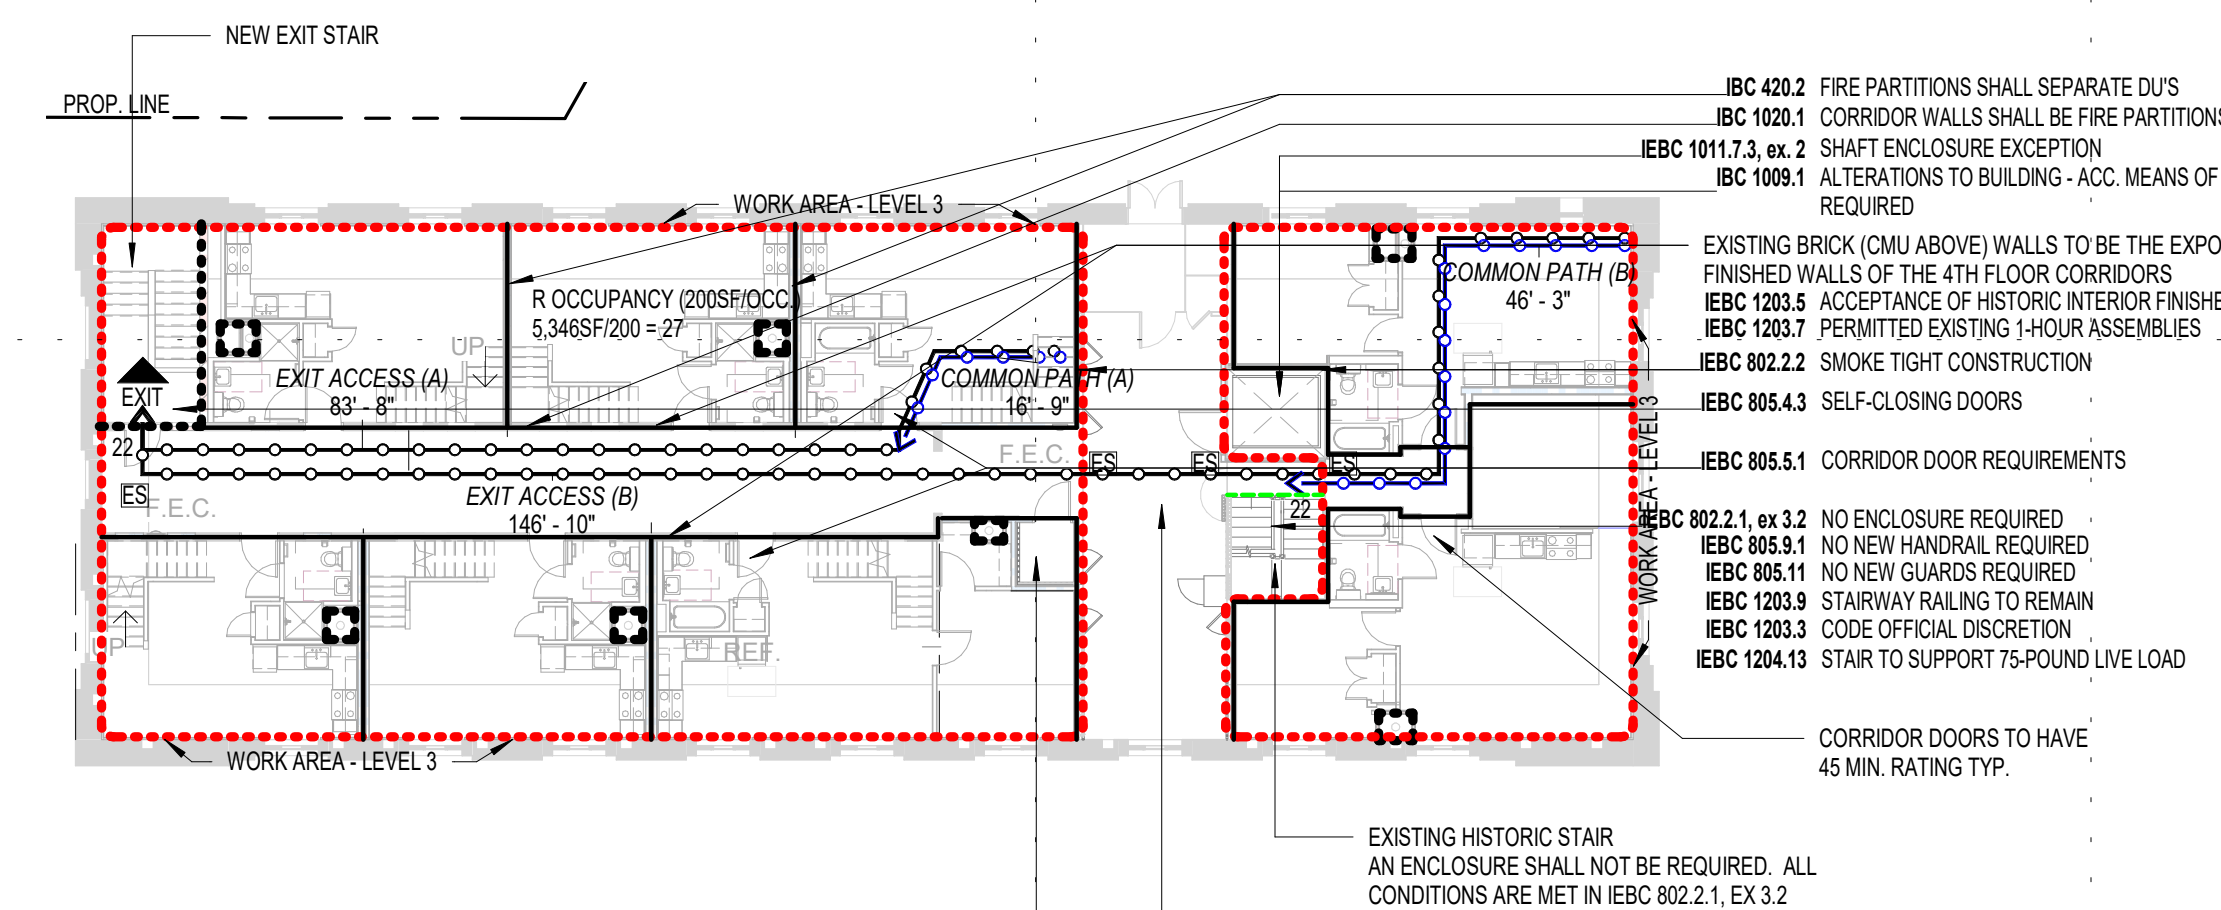 NEW EXIT STAIR
PROP. LINE
IBC 420.2 FIRE PARTITIONS SHALL SEPARATE DU'S
IBC 1020.1 CORRIDOR WALLS SHALL BE FIRE PARTITIONS
IEBC 1011.7.3, ex. 2 SHAFT ENCLOSURE EXCEPTION
IBC 1009.1 ALTERATIONS TO BUILDING - ACC. MEANS OF
REQUIRED
EXISTING BRICK (CMU ABOVE) WALLS TO BE THE EXPO
FINISHED WALLS OF THE 4TH FLOOR CORRIDORS
IEBC 1203.5 ACCEPTANCE OF HISTORIC INTERIOR FINISHE
IEBC 1203.7 PERMITTED EXISTING 1-HOUR ASSEMBLIES
IEBC 802.2.2 SMOKE TIGHT CONSTRUCTION
IEBC 805.4.3 SELF-CLOSING DOORS
IEBC 805.5.1 CORRIDOR DOOR REQUIREMENTS
IEBC 802.2.1, ex 3.2 NO ENCLOSURE REQUIRED
IEBC 805.9.1 NO NEW HANDRAIL REQUIRED
IEBC 805.11 NO NEW GUARDS REQUIRED
IEBC 1203.9 STAIRWAY RAILING TO REMAIN
IEBC 1203.3 CODE OFFICIAL DISCRETION
IEBC 1204.13 STAIR TO SUPPORT 75-POUND LIVE LOAD
CORRIDOR DOORS TO HAVE
45 MIN. RATING TYP.
EXISTING HISTORIC STAIR
AN ENCLOSURE SHALL NOT BE REQUIRED. ALL
CONDITIONS ARE MET IN IEBC 802.2.1, EX 3.2
WORK AREA - LEVEL 3
R OCCUPANCY (200SF/OCC.)
5,346SF/200 = 27
UP
EXIT ACCESS (A)
83' - 8"
EXIT
22
ES
F.E.C.
COMMON PATH (A)
16' - 9"
F.E.C.
ES
ES
ES
COMMON PATH (B)
46' - 3"
EXIT ACCESS (B)
146' - 10"
22
WORK AREA - LEVEL 3
UP
REF.
WORK AREA - LEVEL 3